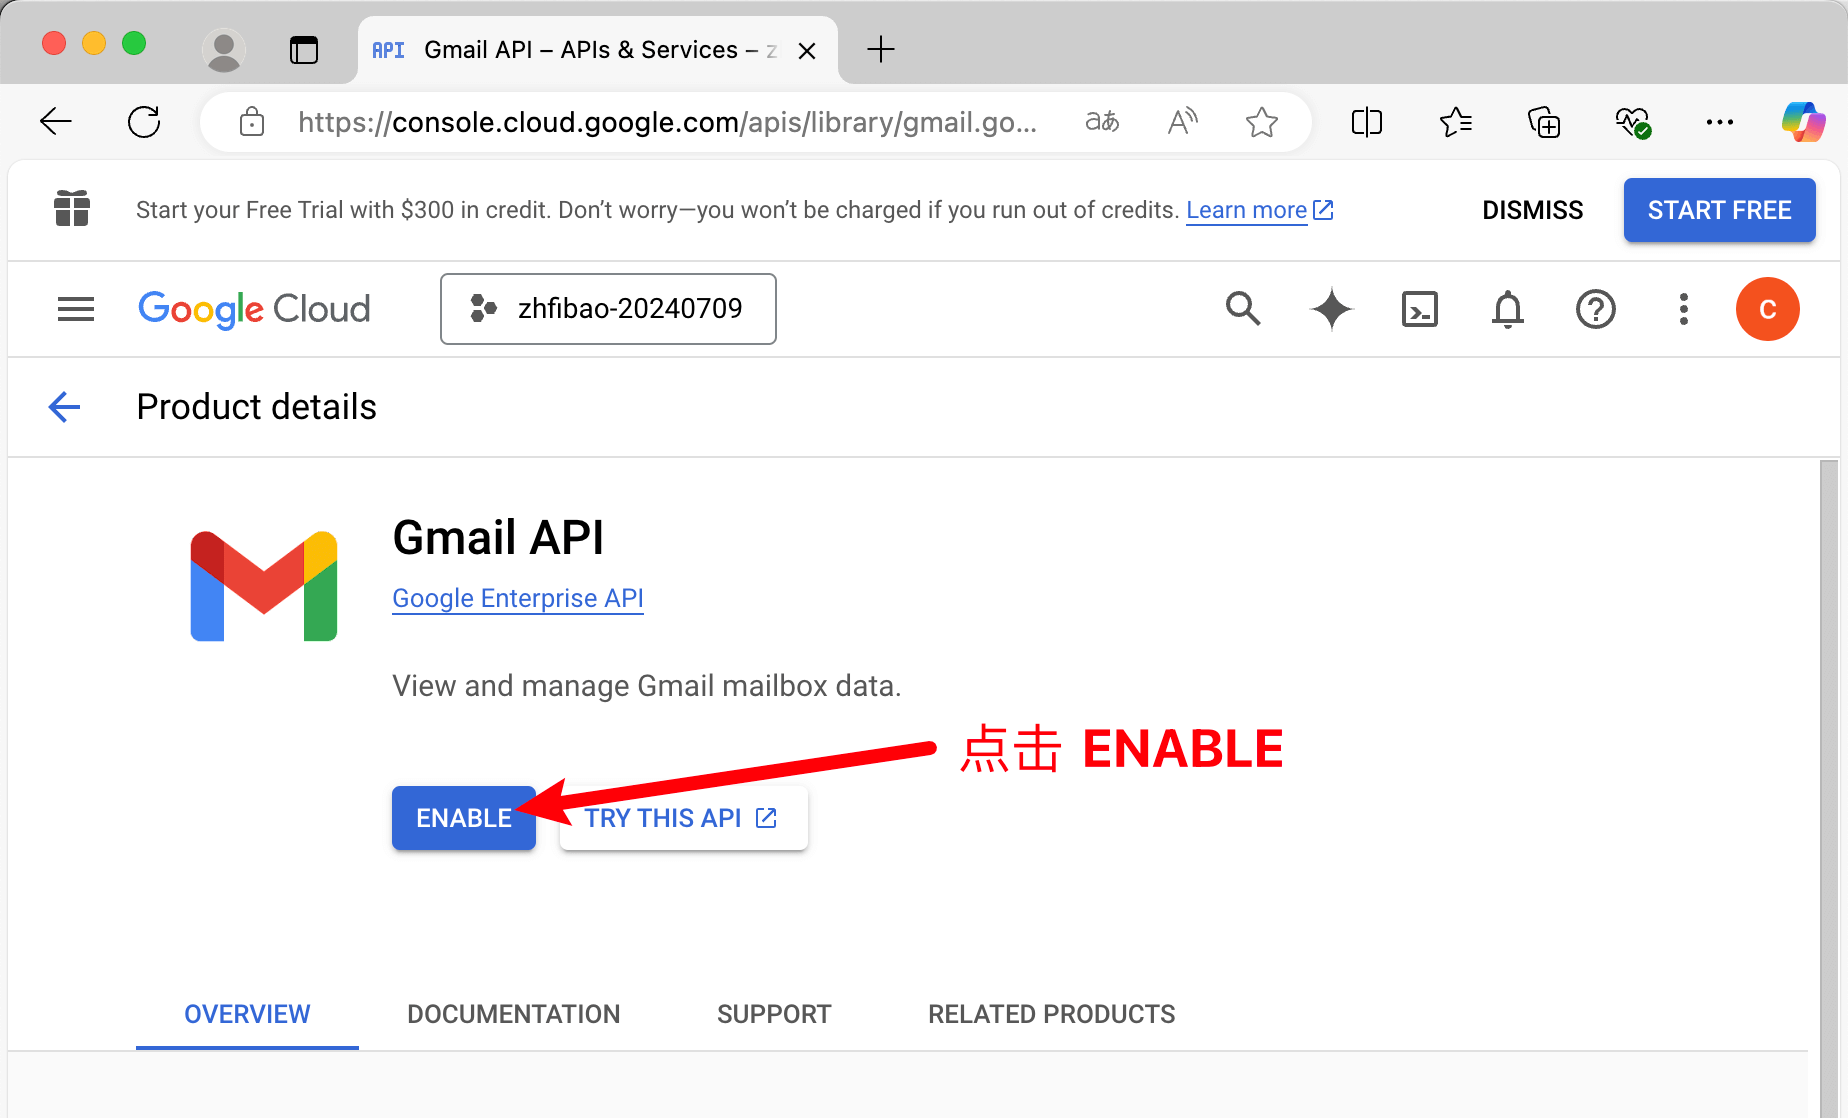 API Gmail API – APIs & Services – z
https://console.cloud.google.com/apis/library/gmail.go...
aあ
A
Start your Free Trial with $300 in credit. Don’t worry—you won’t be charged if you run out of credits. Learn more
DISMISS
START FREE
Google Cloud
zhfibao-20240709
C
Product details
Gmail API
Google Enterprise API
View and manage Gmail mailbox data.
点击 ENABLE
ENABLE
TRY THIS API
OVERVIEW
DOCUMENTATION
SUPPORT
RELATED PRODUCTS